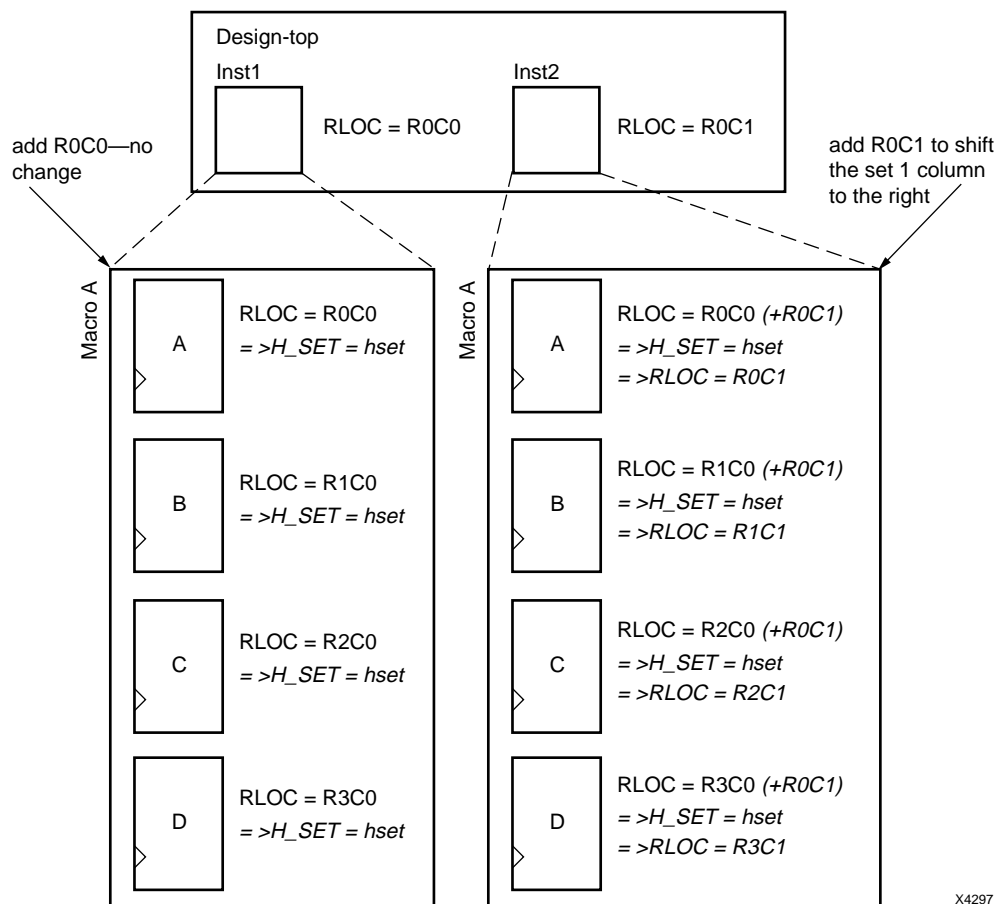 Design-top
Inst1
Inst2
RLOC = R0C0
RLOC = R0C1
add R0C0—no
change
add R0C1 to shift
the set 1 column
to the right
Macro A
A
RLOC = R0C0
= >H_SET = hset
B
RLOC = R1C0
= >H_SET = hset
C
RLOC = R2C0
= >H_SET = hset
D
RLOC = R3C0
= >H_SET = hset
Macro A
A
RLOC = R0C0 (+R0C1)
= >H_SET = hset
= >RLOC = R0C1
B
RLOC = R1C0 (+R0C1)
= >H_SET = hset
= >RLOC = R1C1
C
RLOC = R2C0 (+R0C1)
= >H_SET = hset
= >RLOC = R2C1
D
RLOC = R3C0 (+R0C1)
= >H_SET = hset
= >RLOC = R3C1
X4297